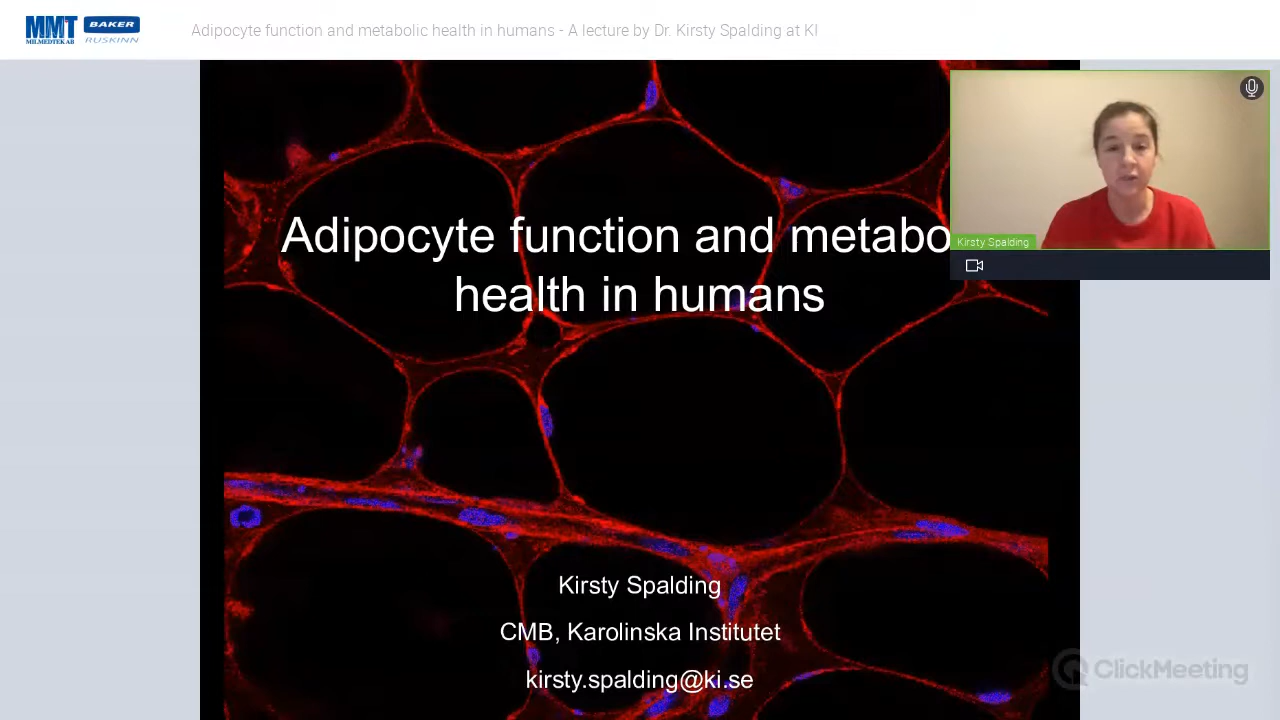 MMT
MILMEDTEK AB
BAKER
RUSKINN
Adipocyte function and metabolic health in humans - A lecture by Dr. Kirsty Spalding at KI
Kirsty Spalding
Adipocyte function and metabo
health in humans
Kirsty Spalding
CMB, Karolinska Institutet
kirsty.spalding@ki.se
ClickMeeting